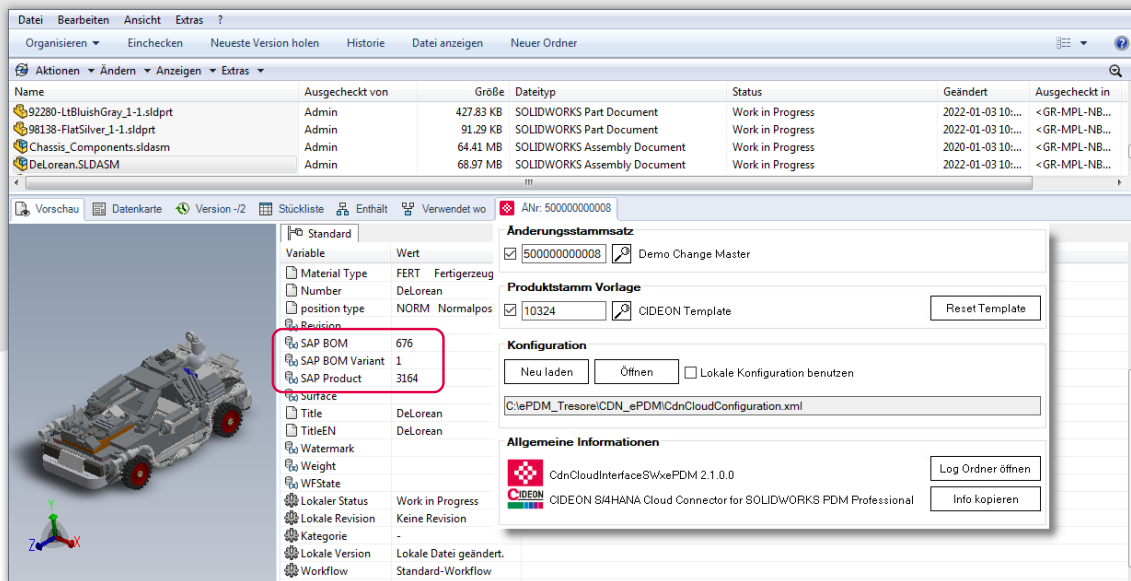 Datei Bearbeiten Ansicht Extras ?
Organisieren Einchecken Neueste Version holen Historie Datei anzeigen Neuer Ordner
Aktionen Ändern Anzeigen Extras
Name Ausgecheckt von Größe Dateityp Status Geändert Ausgecheckt in
92280-LtBluishGray_1-1.sldprt Admin 427.83 KB SOLIDWORKS Part Document Work in Progress 2022-01-03 10:... <GR-MPL-NB...
98138-FlatSilver_1-1.sldprt Admin 91.29 KB SOLIDWORKS Part Document Work in Progress 2022-01-03 10:... <GR-MPL-NB...
Chassis_Components.sldasm Admin 64.41 MB SOLIDWORKS Assembly Document Work in Progress 2020-01-03 10:... <GR-MPL-NB...
DeLorean.SLDASM Admin 68.97 MB SOLIDWORKS Assembly Document Work in Progress 2022-01-03 10:... <GR-MPL-NB...
Vorschau Datenkarte Version -/2 Stückliste Enthält Verwendet wo ÄNr: 500000000008
Standard
Variable Wert
Material Type FERT Fertigerzeug
Number DeLorean
position type NORM Normalpos
Revision
SAP BOM 676
SAP BOM Variant 1
SAP Product 3164
Surface
Title DeLorean
TitleEN DeLorean
Watermark
Weight
WFState
Lokaler Status Work in Progress
Lokale Revision Keine Revision
Kategorie -
Lokale Version Lokale Datei geändert.
Workflow Standard-Workflow
Änderungsstammsatz
500000000008 Demo Change Master
Produktstamm Vorlage
10324 CIDEON Template Reset Template
Konfiguration
Neu laden Öffnen Lokale Konfiguration benutzen
C:\ePDM_Tresore\CDN_ePDM\CdnCloudConfiguration.xml
Allgemeine Informationen
CdnCloudInterfaceSWxePDM 2.1.0.0 Log Ordner öffnen
CIDEON CIDEON S/4HANA Cloud Connector for SOLIDWORKS PDM Professional Info kopieren
Y
Z X